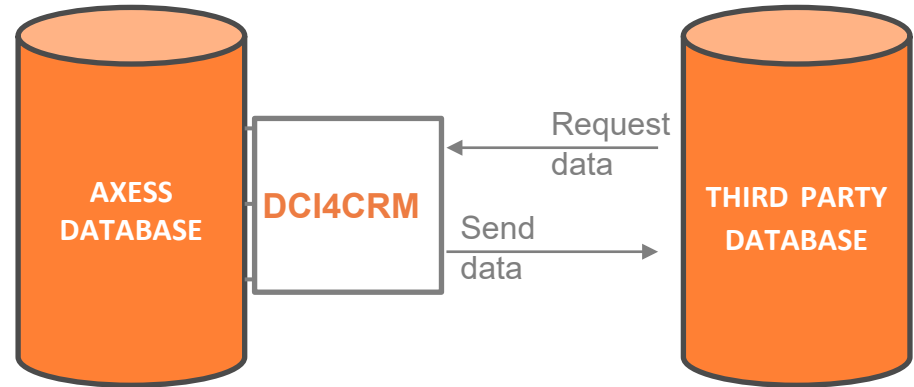 AXESS
DATABASE
DCI4CRM
Request
data
Send
data
THIRD PARTY
DATABASE